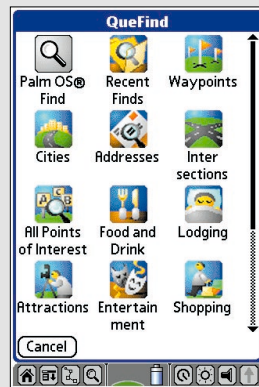 QueFind
Palm OS® Recent Waypoints
Find Finds
Cities Addresses Inter
sections
All Points Food and Lodging
of Interest Drink
Attractions Entertain Shopping
ment
Cancel